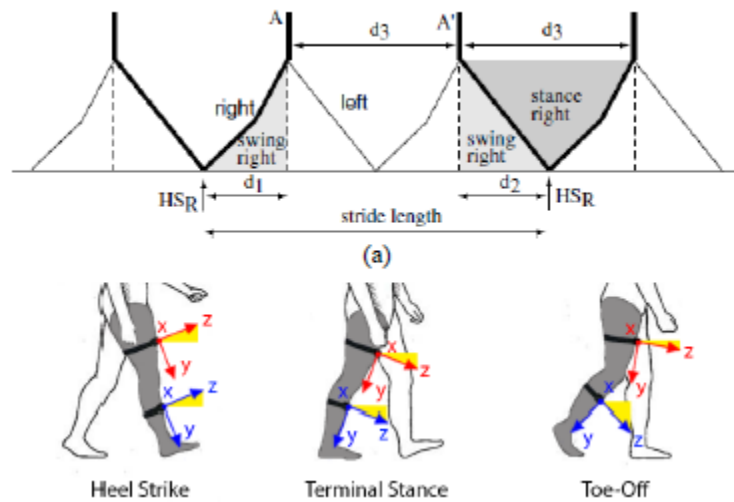 A
d3
A'
d3
right
left
stance
right
swing
right
swing
right
HSR
d1
d2
HSR
stride length
(a)
x
z
y
x
z
y
x
z
y
x
z
y
x
z
y
x
y
z
Heel Strike
Terminal Stance
Toe-Off